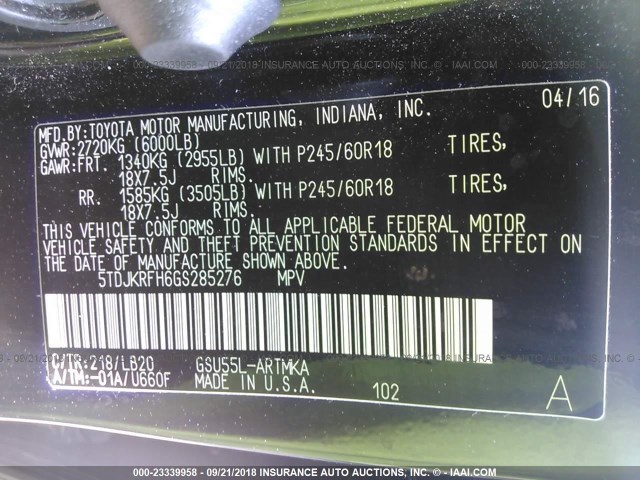 000-23339958 - 09/21/2018 INSURANCE AUTO AUCTIONS, INC. - © IAAI.COM
04/16
MFD.BY:TOYOTA MOTOR MANUFACTURING, INDIANA, INC.
GVWR:2720KG (6000LB)
GAWR:FRT. 1340KG (2955LB) WITH P245/60R18 TIRES,
18X7.5J RIMS.
RR. 1585KG (3505LB) WITH P245/60R18 TIRES,
18X7.5J RIMS.
THIS VEHICLE CONFORMS TO ALL APPLICABLE FEDERAL MOTOR
VEHICLE SAFETY AND THEFT PREVENTION STANDARDS IN EFFECT ON
THE DATE OF MANUFACTURE SHOWN ABOVE.
5TDJKRFH6GS285276 MPV
C/TR:218/LB20 GSU55L-ARTMKA
A/TM:-01A/U660F MADE IN U.S.A. 102 A
000-23339958 - 09/21/2018 INSURANCE AUTO AUCTIONS, INC. - © IAAI.COM